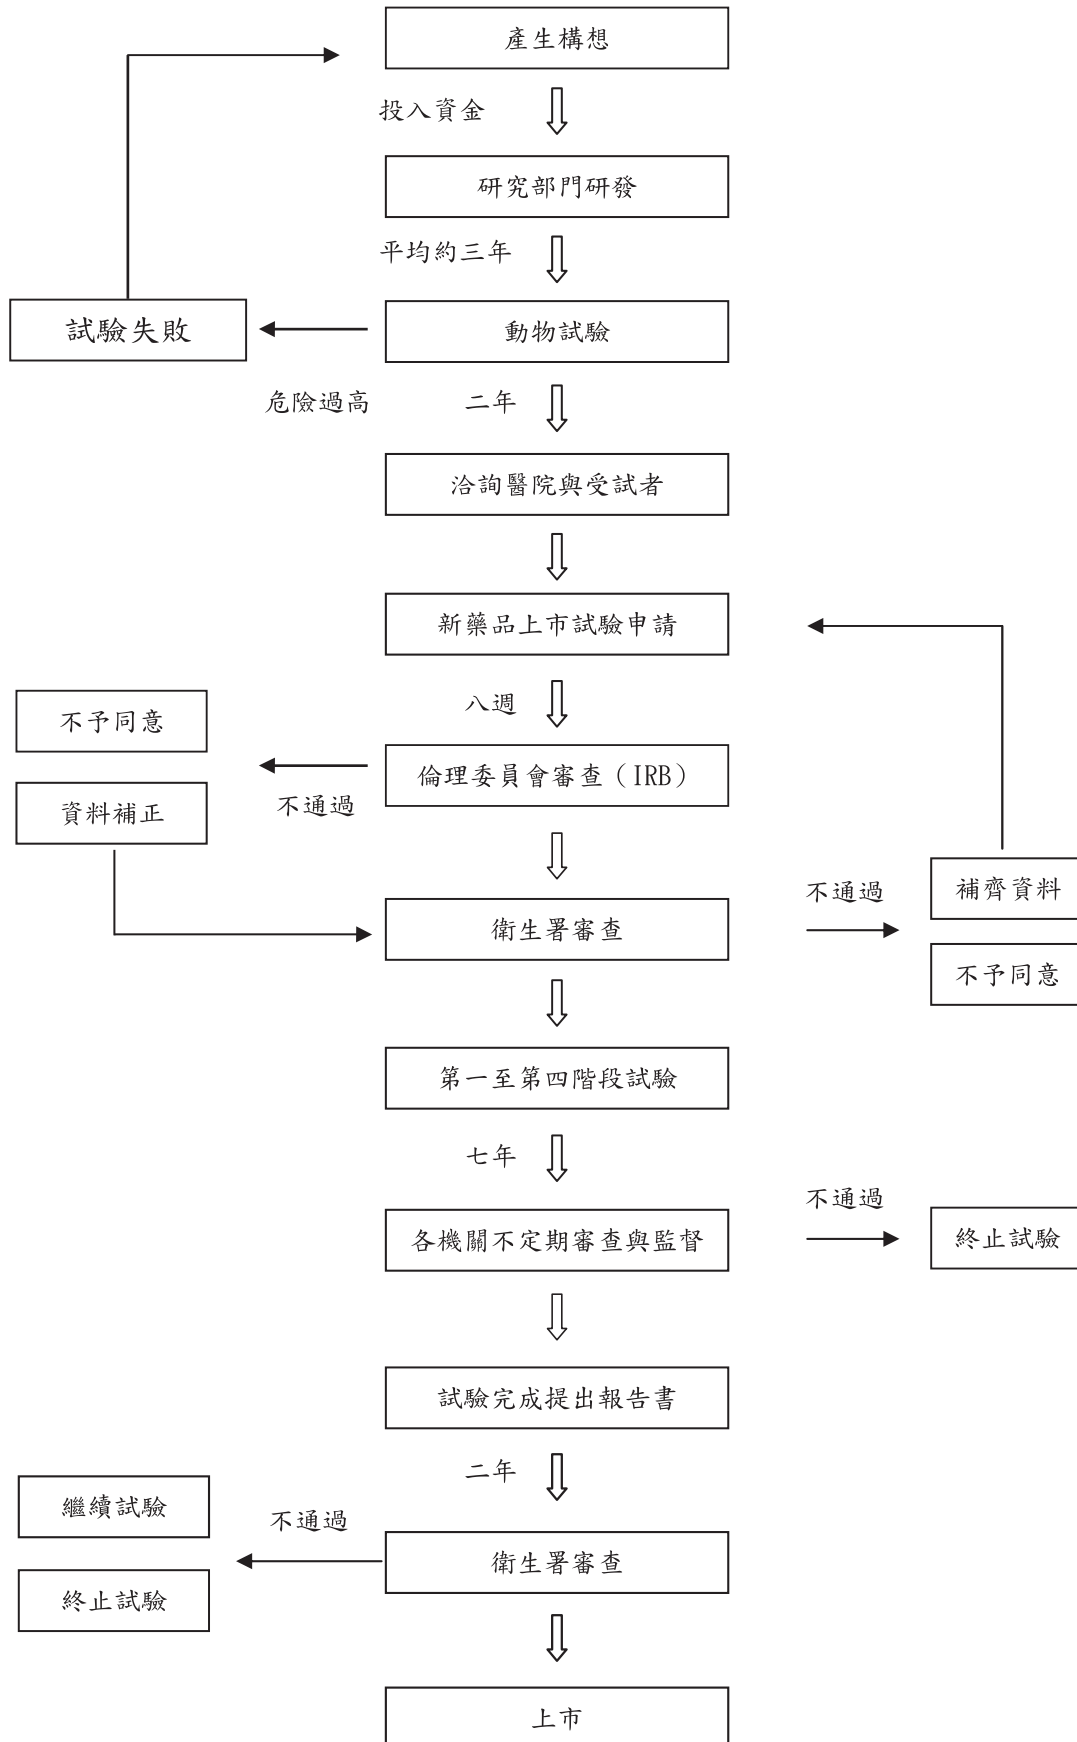 產生構想
投入資金
研究部門研發
平均約三年
試驗失敗
動物試驗
危險過高
二年
洽詢醫院與受試者
新藥品上市試驗申請
八週
不予同意
倫理委員會審查（IRB）
資料補正
不通過
不通過
補齊資料
衛生署審查
不予同意
第一至第四階段試驗
七年
不通過
各機關不定期審查與監督
終止試驗
試驗完成提出報告書
二年
繼續試驗
不通過
衛生署審查
終止試驗
上市